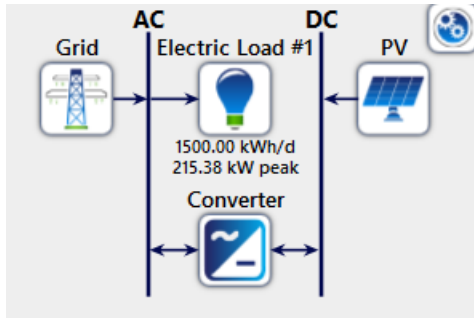 AC
DC
Grid
Electric Load #1
PV
1500.00 kWh/d
215.38 kW peak
Converter